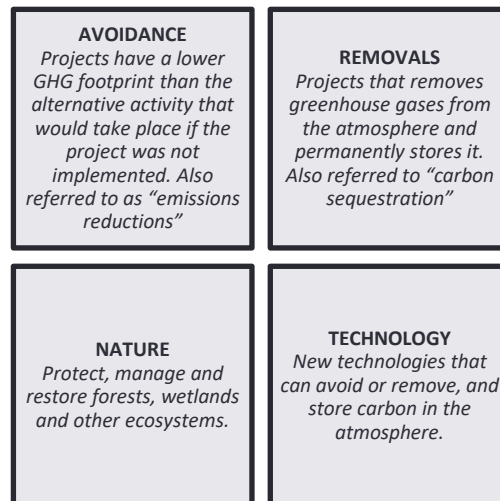 AVOIDANCE
Projects have a lower
GHG footprint than the
alternative activity that
would take place if the
project was not
implemented. Also
referred to as “emissions
reductions”
REMOVALS
Projects that removes
greenhouse gases from
the atmosphere and
permanently stores it.
Also referred to “carbon
sequestration”
NATURE
Protect, manage and
restore forests, wetlands
and other ecosystems.
TECHNOLOGY
New technologies that
can avoid or remove, and
store carbon in the
atmosphere.